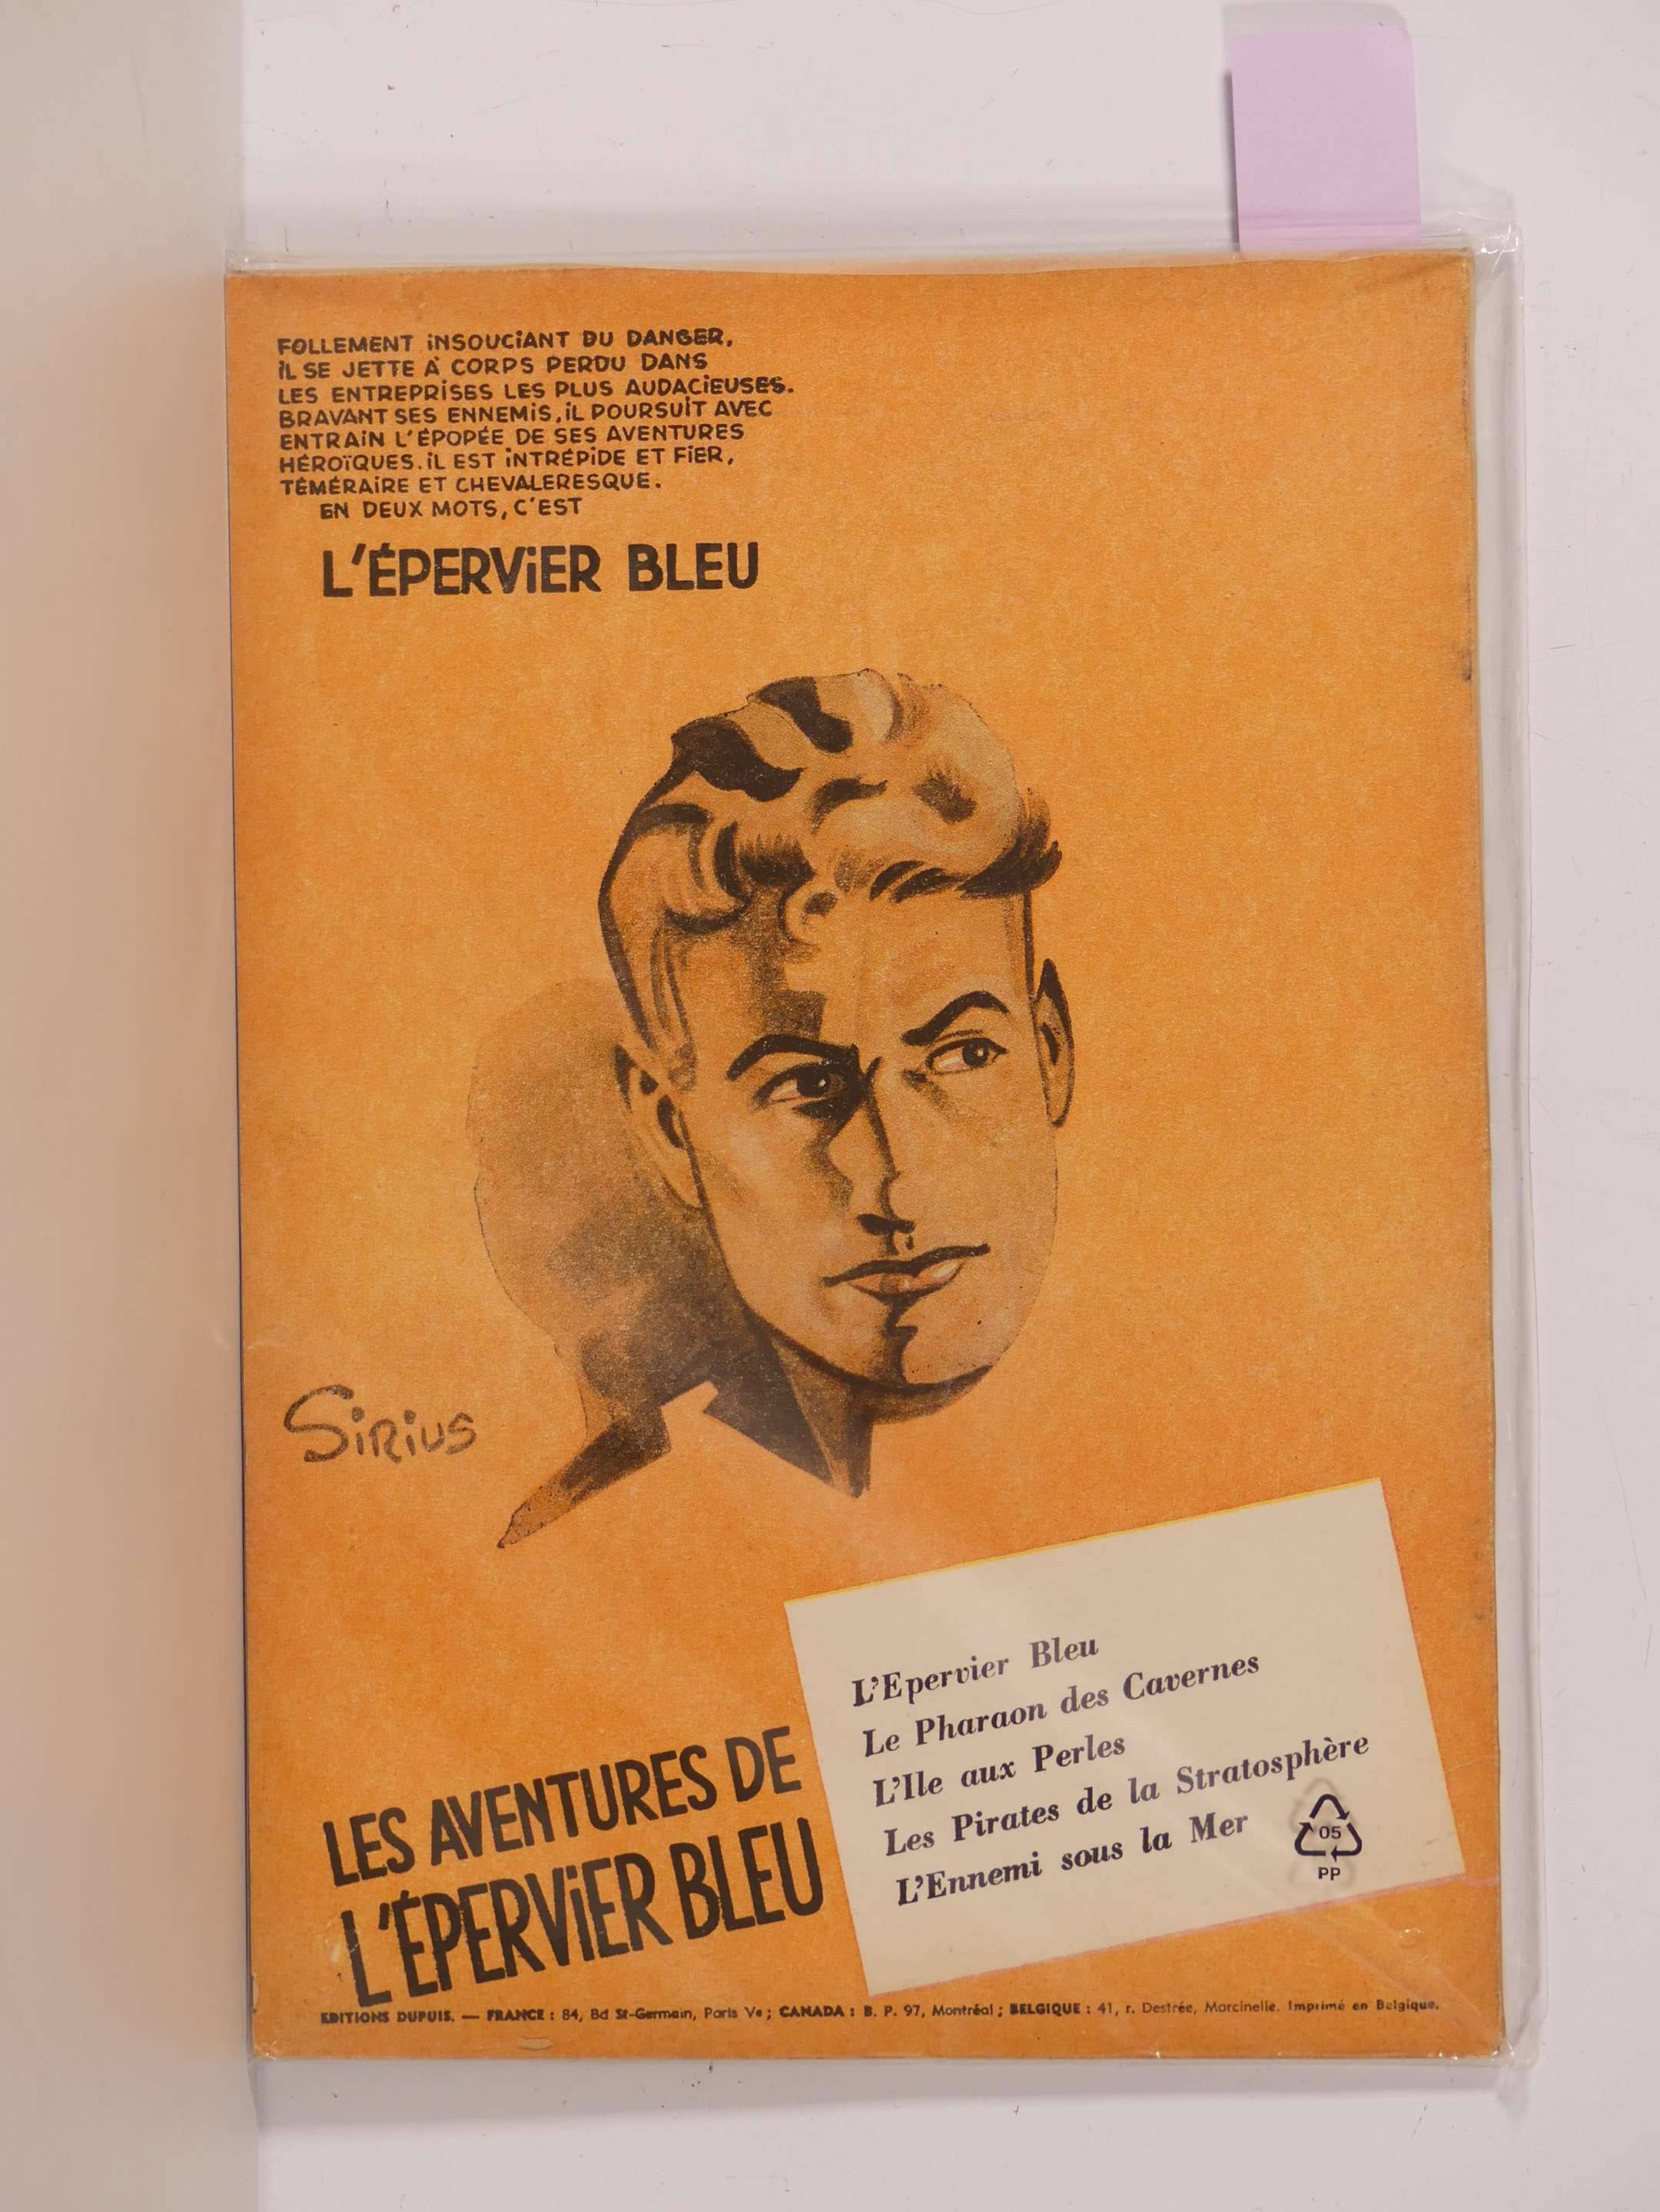 FOLLEMENT INSOUCIANT DU DANGER,
IL SE JETTE À CORPS PERDU DANS
LES ENTREPRISES LES PLUS AUDACIEUSES.
BRAVANT SES ENNEMIS, IL POURSUIT AVEC
ENTRAIN L'ÉPOPÉE DE SES AVENTURES
HÉROÏQUES. IL EST INTRÉPIDE ET FIER,
TÉMÉRAIRE ET CHEVALERESQUE.
EN DEUX MOTS, C'EST
L'ÉPERVIER BLEU
SIRIUS
LES AVENTURES DE
L'ÉPERVIER BLEU
L'Epervier Bleu
Le Pharaon des Cavernes
L'Ile aux Perles
Les Pirates de la Stratosphère
L'Ennemi sous la Mer
05
PP
EDITIONS DUPUIS. — FRANCE : 84, Bd St-Germain, Paris Ve ; CANADA : B. P. 97, Montréal ; BELGIQUE : 41, r. Destrée, Marcinelle. Imprimé en Belgique.